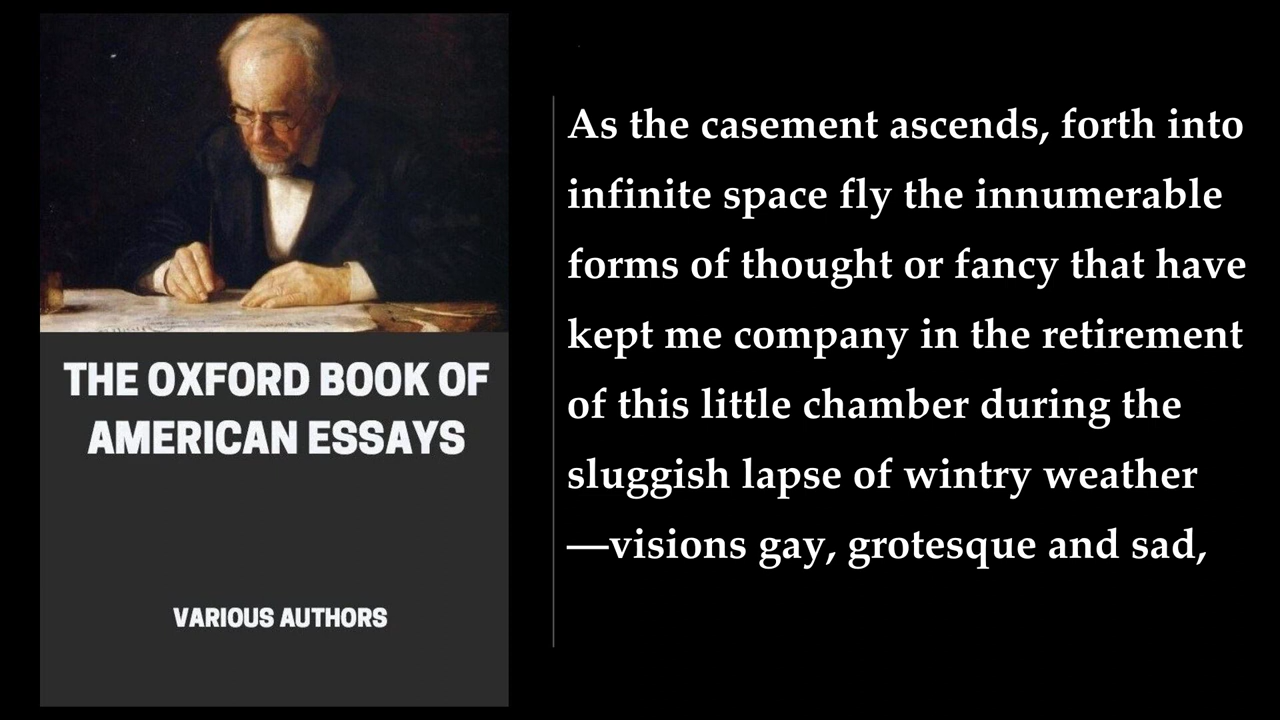 THE OXFORD BOOK OF
AMERICAN ESSAYS
VARIOUS AUTHORS
As the casement ascends, forth into
infinite space fly the innumerable
forms of thought or fancy that have
kept me company in the retirement
of this little chamber during the
sluggish lapse of wintry weather
—visions gay, grotesque and sad,